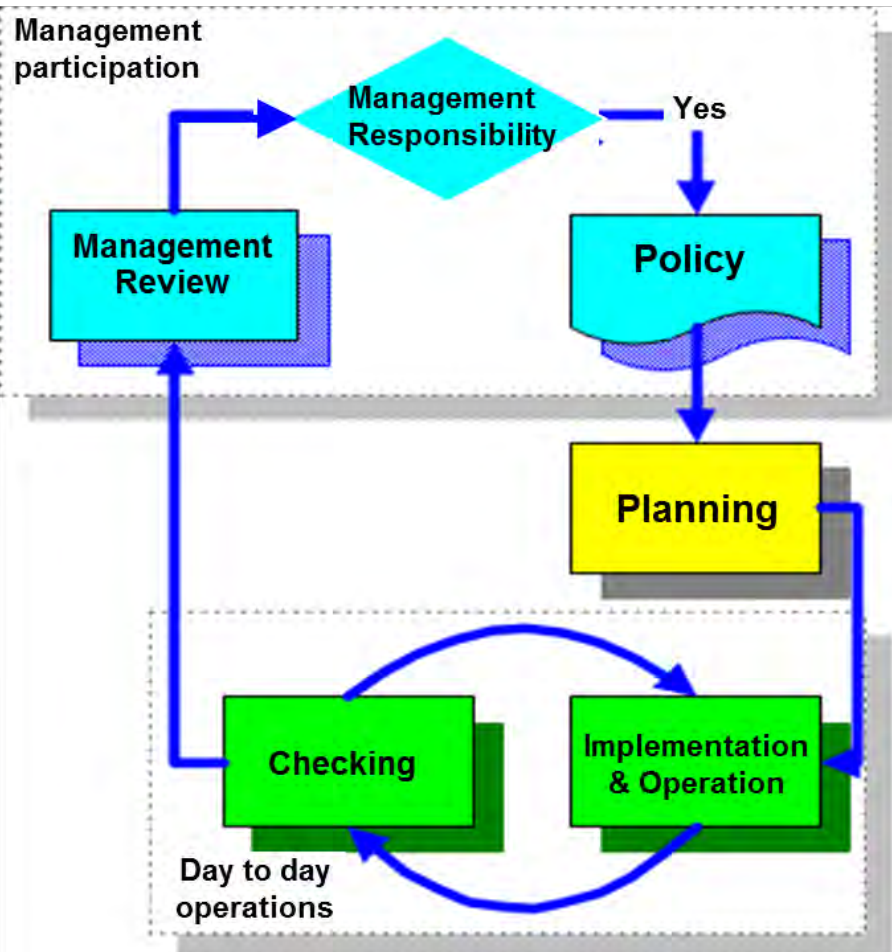 Management
participation
Management
Responsibility
Yes
Management
Review
Policy
Planning
Checking
Implementation
& Operation
Day to day
operations